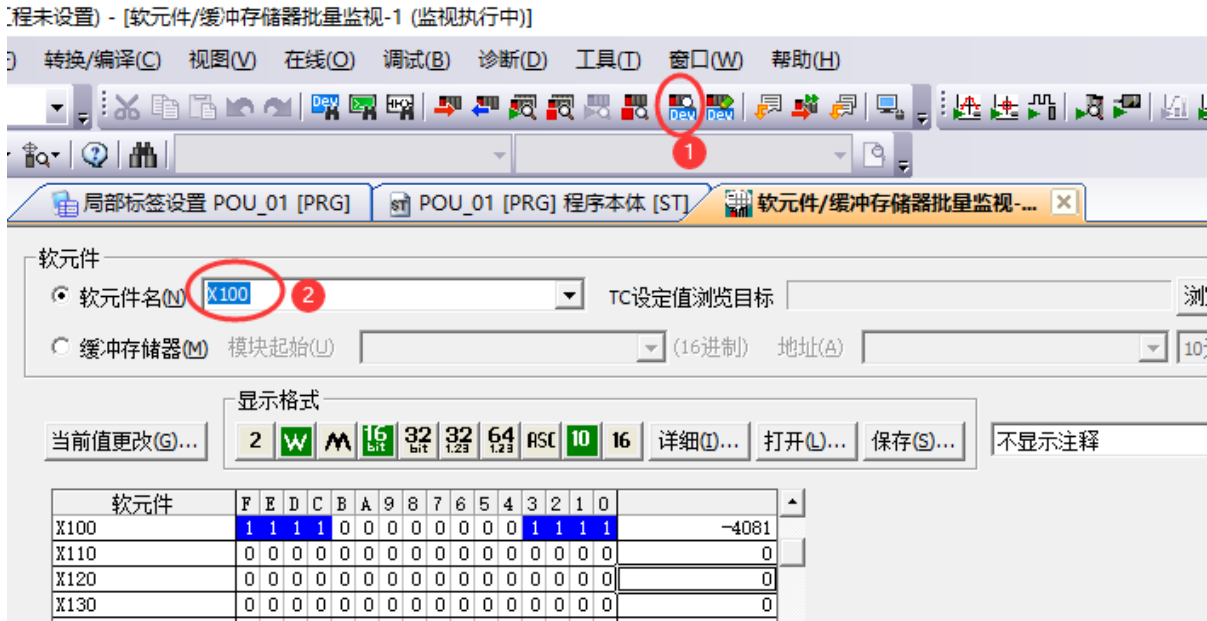 程未设置) - [软元件/缓冲存储器批量监视-1 (监视执行中)]
转换/编译(C) 视图(V) 在线(O) 调试(B) 诊断(D) 工具(T) 窗口(W) 帮助(H)
Dev Dev Dev
1
局部标签设置 POU_01 [PRG] ST POU_01 [PRG] 程序本体 [ST] 软元件/缓冲存储器批量监视-...
软元件
软元件名(N) X100 2 TC设定值浏览目标 浏
缓冲存储器(M) 模块起始(U) (16进制) 地址(A) 10
显示格式
当前值更改(G)... 2 W M 16 bit 32 bit 32 1.23 64 1.23 ASC 10 16 详细(I)... 打开(L)... 保存(S)... 不显示注释
软元件 F E D C B A 9 8 7 6 5 4 3 2 1 0
X100 1 1 1 1 0 0 0 0 0 0 0 0 1 1 1 1 -4081
X110 0 0 0 0 0 0 0 0 0 0 0 0 0 0 0 0 0
X120 0 0 0 0 0 0 0 0 0 0 0 0 0 0 0 0 0
X130 0 0 0 0 0 0 0 0 0 0 0 0 0 0 0 0 0